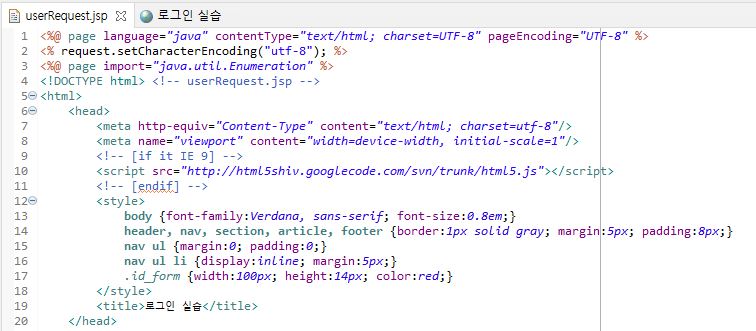 userRequest.jsp 로그인 실습
1 <%@ page language="java" contentType="text/html; charset=UTF-8" pageEncoding="UTF-8" %>
2 <% request.setCharacterEncoding("utf-8"); %>
3 <%@ page import="java.util.Enumeration" %>
4 <!DOCTYPE html> <!-- userRequest.jsp -->
5 <html>
6 <head>
7 <meta http-equiv="Content-Type" content="text/html; charset=utf-8"/>
8 <meta name="viewport" content="width=device-width, initial-scale=1"/>
9 <!-- [if it IE 9] -->
10 <script src="http://html5shiv.googlecode.com/svn/trunk/html5.js"></script>
11 <!-- [endif] -->
12 <style>
13 body {font-family:Verdana, sans-serif; font-size:0.8em;}
14 header, nav, section, article, footer {border:1px solid gray; margin:5px; padding:8px;}
15 nav ul {margin:0; padding:0;}
16 nav ul li {display:inline; margin:5px;}
17 .id_form {width:100px; height:14px; color:red;}
18 </style>
19 <title>로그인 실습</title>
20 </head>